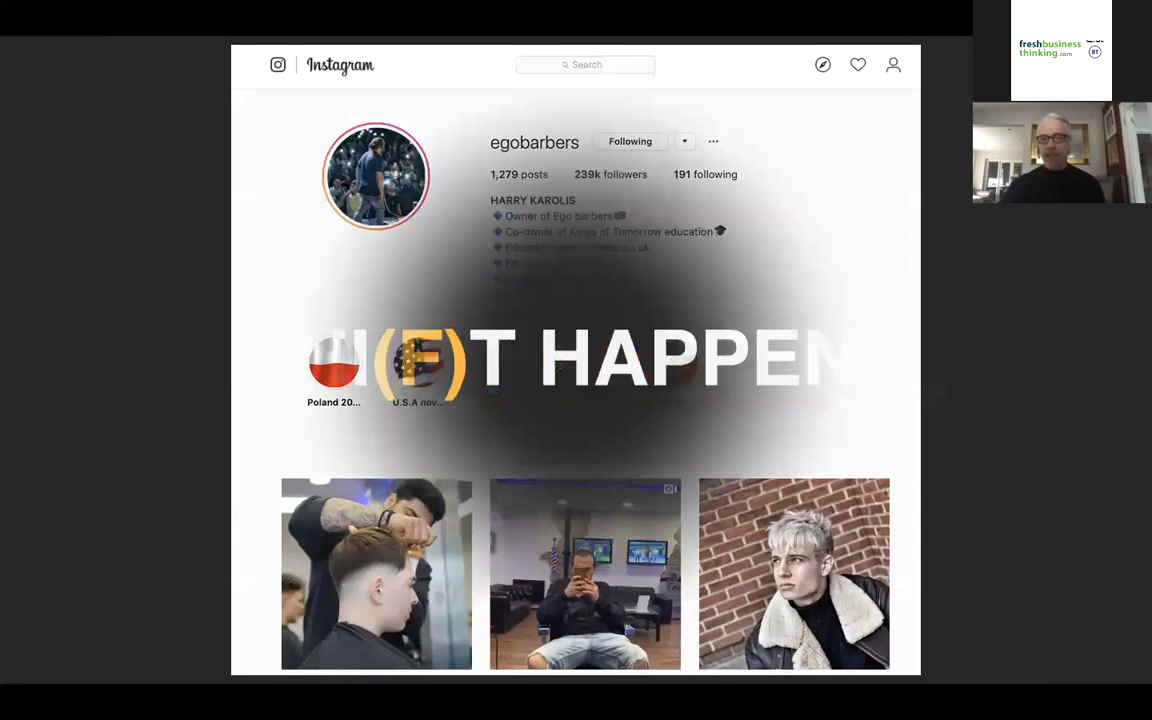 freshbusiness
thinking.com
BT
Instagram
Search
egobarbers
Following
1,279 posts 239k followers 191 following
HARRY KAROLIS
Owner of Ego barbers
Co-owner of Kings of Tomorrow education
I(F)T HAPPEN
Poland 20...
U.S.A nov...